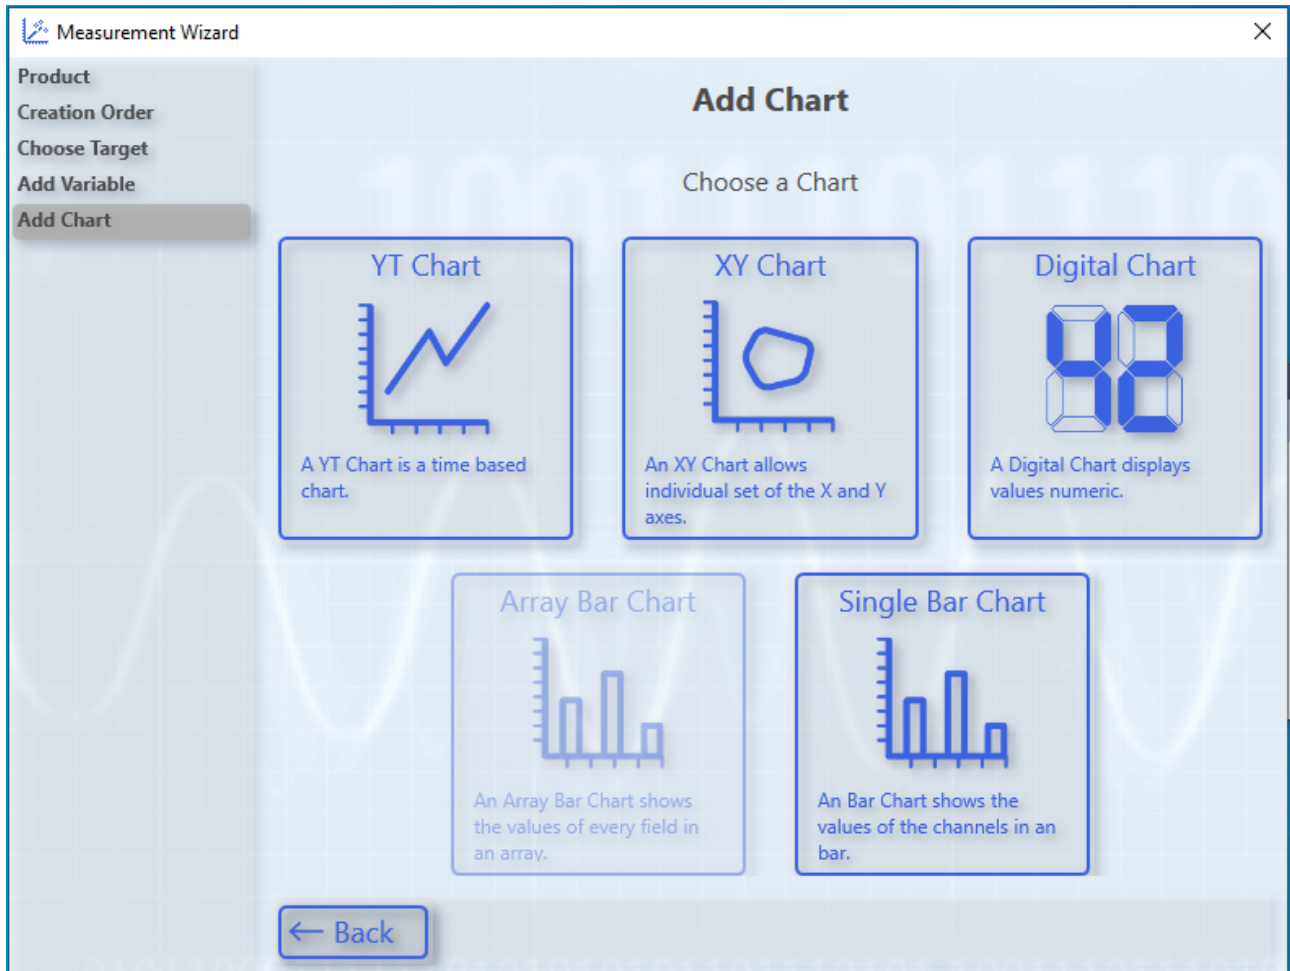 Measurement Wizard
Product
Creation Order
Choose Target
Add Variable
Add Chart
Add Chart
Choose a Chart
YT Chart
A YT Chart is a time based
chart.
XY Chart
An XY Chart allows
individual set of the X and Y
axes.
Digital Chart
42
A Digital Chart displays
values numeric.
Array Bar Chart
An Array Bar Chart shows
the values of every field in
an array.
Single Bar Chart
An Bar Chart shows the
values of the channels in an
bar.
Back